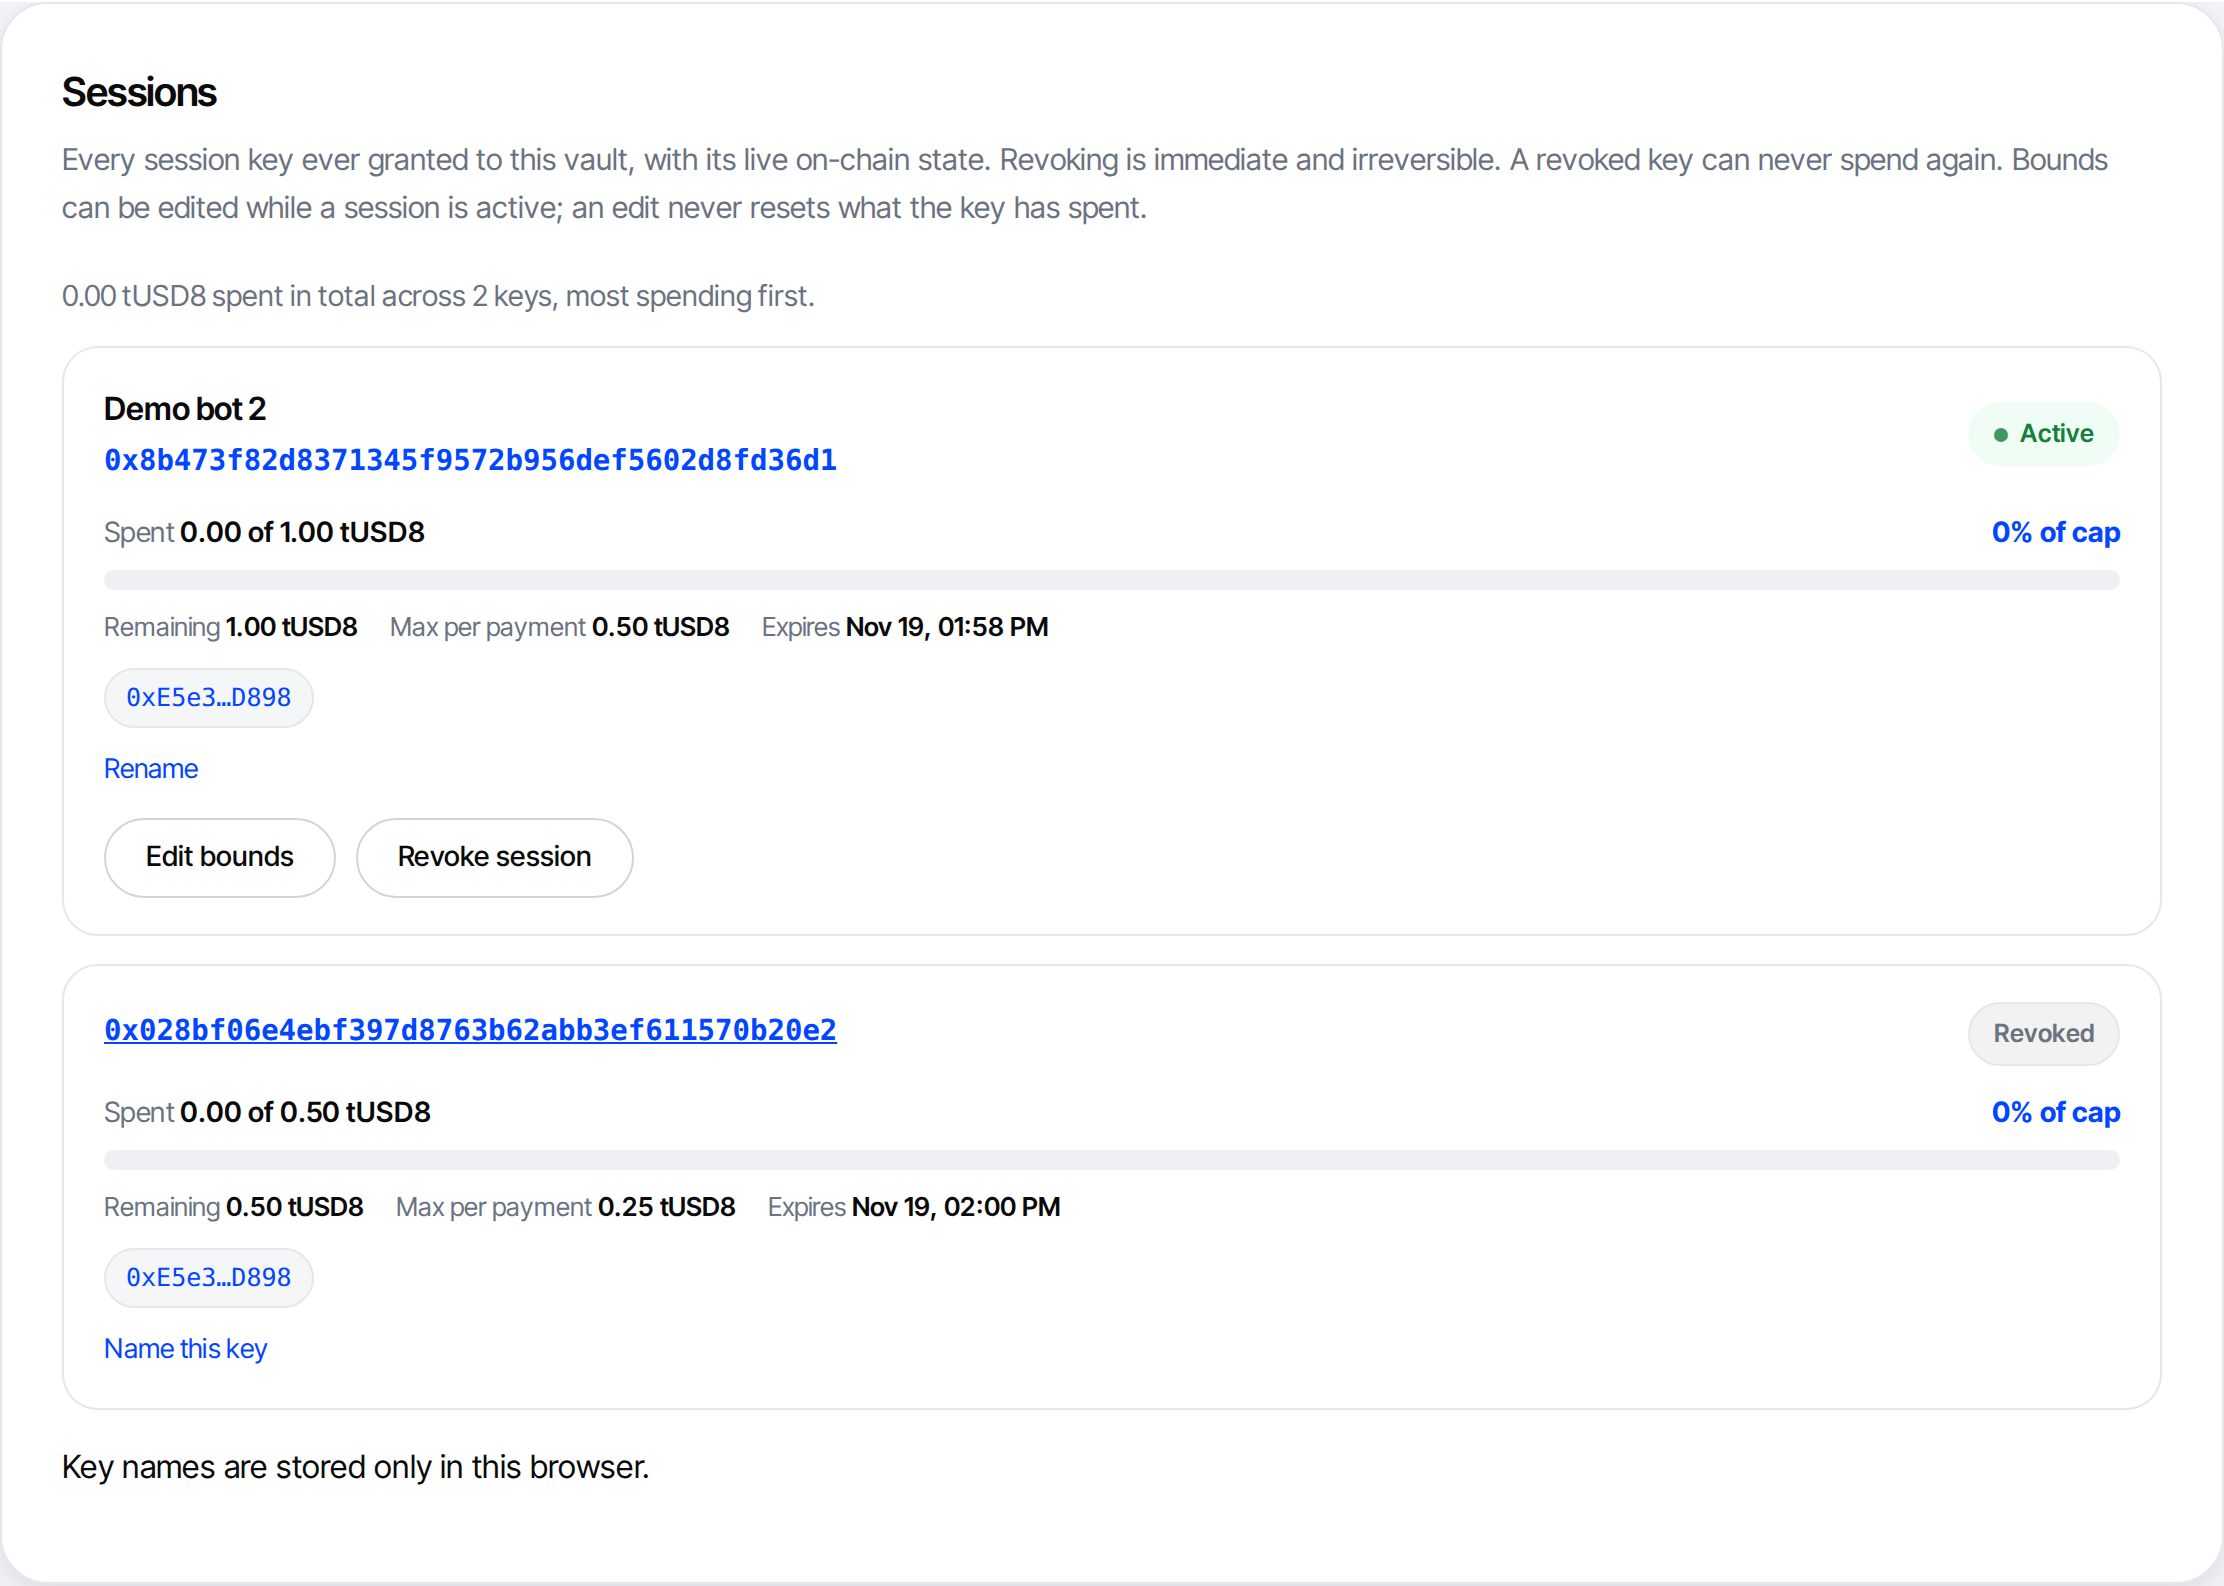 Sessions
Every session key ever granted to this vault, with its live on-chain state. Revoking is immediate and irreversible. A revoked key can never spend again. Bounds
can be edited while a session is active; an edit never resets what the key has spent.
0.00 tUSD8 spent in total across 2 keys, most spending first.
Demo bot 2
Active
0x8b473f82d8371345f9572b956def5602d8fd36d1
Spent 0.00 of 1.00 tUSD8 0% of cap
Remaining 1.00 tUSD8 Max per payment 0.50 tUSD8 Expires Nov 19, 01:58 PM
0xE5e3…D898
Rename
Edit bounds Revoke session
0x028bf06e4ebf397d8763b62abb3ef611570b20e2 Revoked
Spent 0.00 of 0.50 tUSD8 0% of cap
Remaining 0.50 tUSD8 Max per payment 0.25 tUSD8 Expires Nov 19, 02:00 PM
0xE5e3…D898
Name this key
Key names are stored only in this browser.